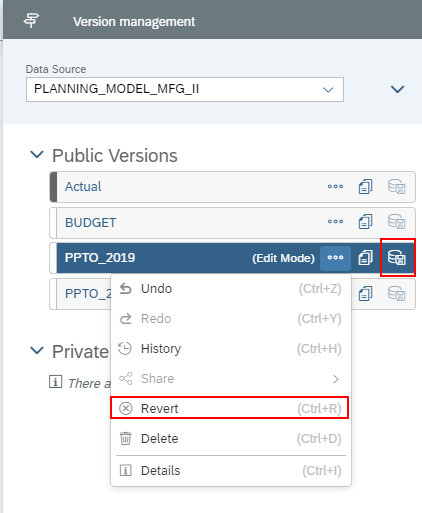 Version management
Data Source
PLANNING_MODEL_MFG_II
Public Versions
Actual
BUDGET
PPTO_2019 (Edit Mode)
PPTO_2
Undo (Ctrl+Z)
Redo (Ctrl+Y)
Private
History (Ctrl+H)
Share
There a
Revert (Ctrl+R)
Delete (Ctrl+D)
Details (Ctrl+I)